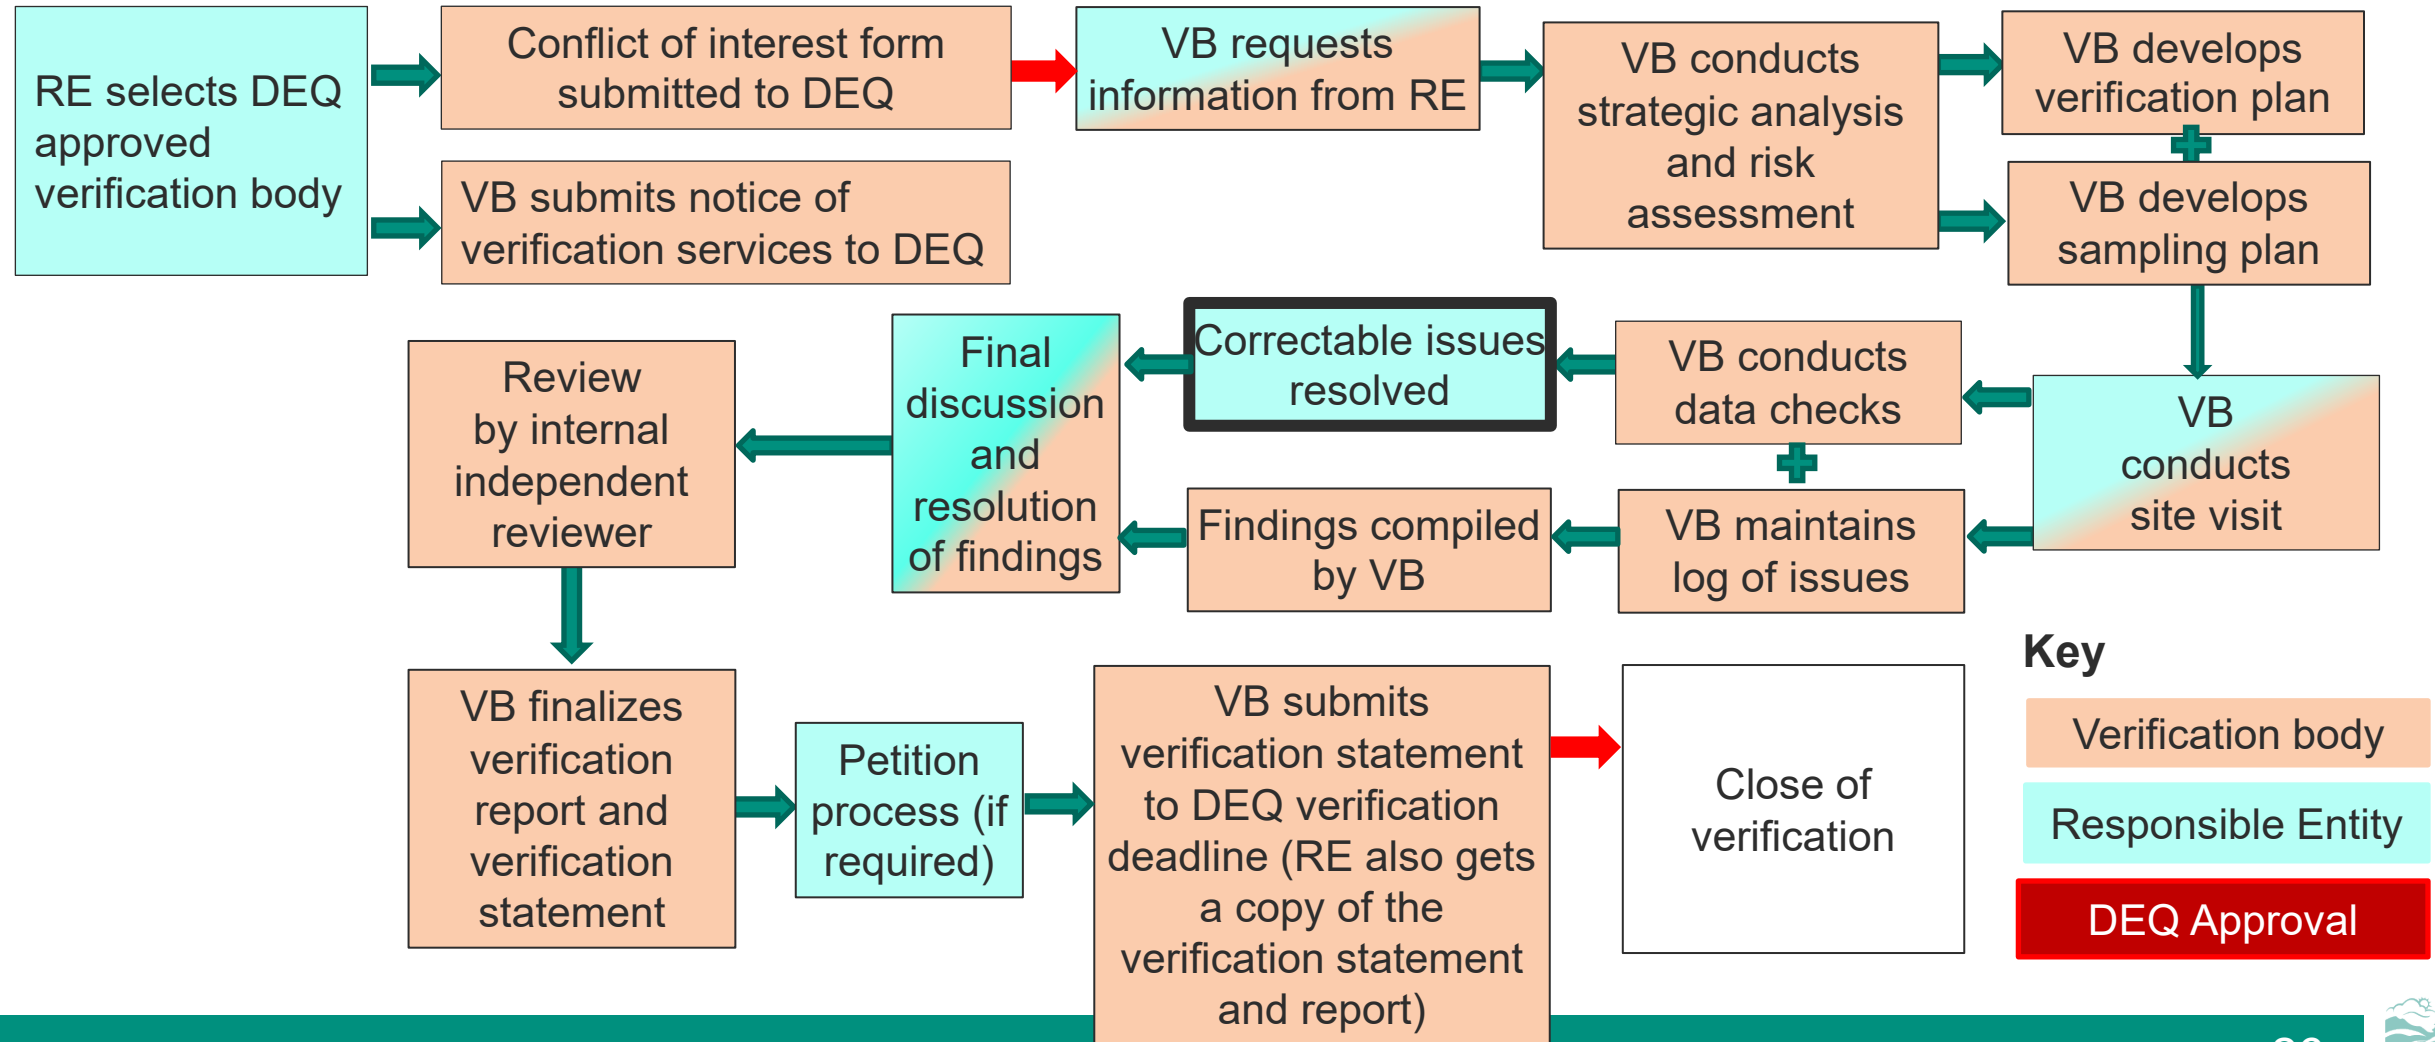 RE selects DEQ
approved
verification body
Conflict of interest form
submitted to DEQ
VB submits notice of
verification services to DEQ
VB requests
information from RE
VB conducts
strategic analysis
and risk
assessment
VB develops
verification plan
VB develops
sampling plan
VB
conducts
site visit
VB conducts
data checks
VB maintains
log of issues
Correctable issues
resolved
Findings compiled
by VB
Final
discussion
and
resolution
of findings
Review
by internal
independent
reviewer
VB finalizes
verification
report and
verification
statement
Petition
process (if
required)
VB submits
verification statement
to DEQ verification
deadline (RE also gets
a copy of the
verification statement
and report)
Close of
verification
Key
Verification body
Responsible Entity
DEQ Approval